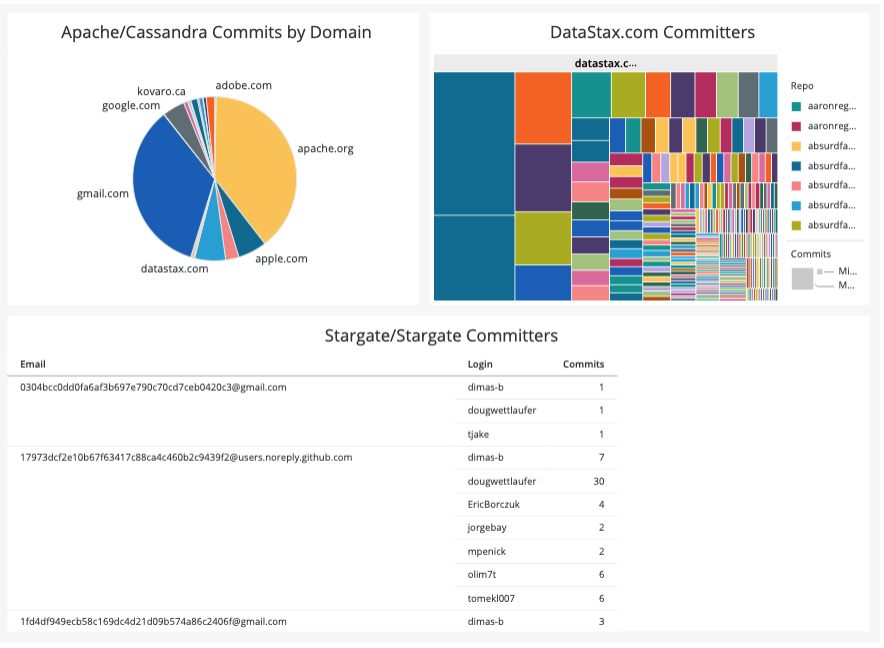 Apache/Cassandra Commits by Domain
adobe.com
kovaro.ca
google.com
apache.org
gmail.com
apple.com
datastax.com
DataStax.com Committers
datastax.c...
Repo
aaronreg...
aaronreg...
absurdfa...
absurdfa...
absurdfa...
absurdfa...
absurdfa...
Commits
Mi...
M...
Stargate/Stargate Committers
Email Login Commits
0304bcc0dd0fa6af3b697e790c70cd7ceb0420c3@gmail.com dimas-b 1
dougwettlaufer 1
tjake 1
17973dcf2e10b67f63417c88ca4c460b2c9439f2@users.noreply.github.com dimas-b 7
dougwettlaufer 30
EricBorczuk 4
jorgebay 2
mpenick 2
olim7t 6
tomekl007 6
1fd4df949ecb58c169dc4d21d09b574a86c2406f@gmail.com dimas-b 3